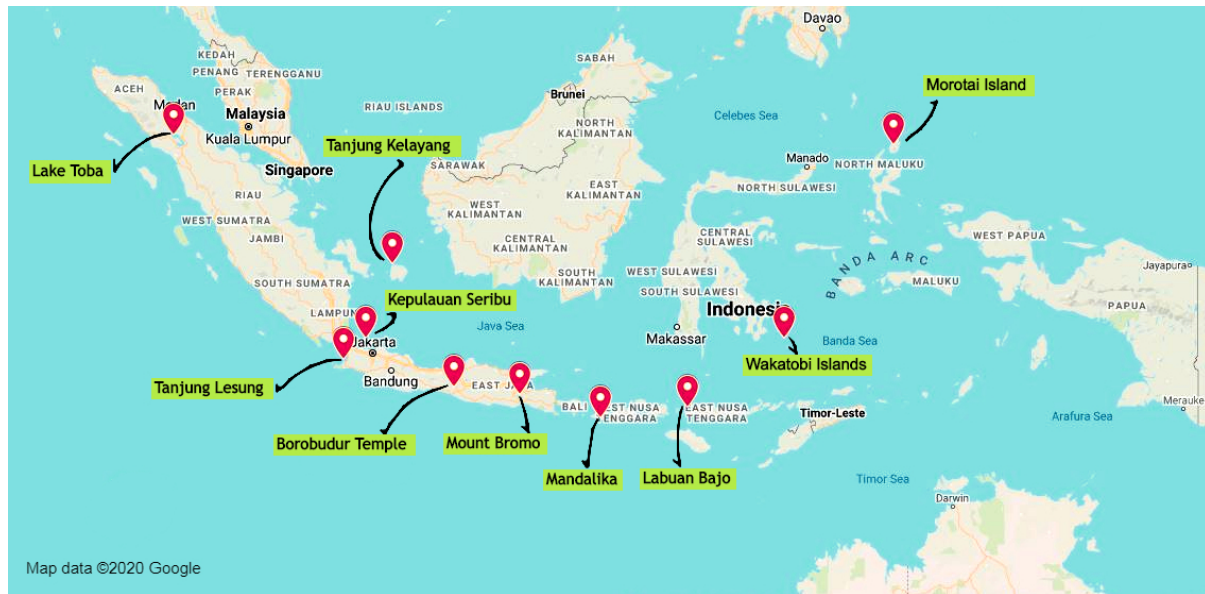 Davao
KEDAH
PENANG
TERENGGANU
PERAK
ACEH
Medan
Malaysia
Kuala Lumpur
RIAU ISLANDS
SABAH
Brunei
NORTH
KALIMANTAN
Celebes Sea
Morotai Island
Tanjung Kelayang
Lake Toba
Singapore
SARAWAK
Manado
NORTH MALUKU
NORTH SULAWESI
RIAU
WEST SUMATRA
JAMBI
WEST
KALIMANTAN
EAST
KALIMANTAN
CENTRAL
KALIMANTAN
CENTRAL
SULAWESI
WEST PAPUA
BANDA ARC
Jayapura
SOUTH SUMATRA
SOUTH
KALIMANTAN
WEST SULAWESI
SOUTH SULAWESI
MALUKU
PAPUA
Kepulauan Seribu
LAMPUNG
Java Sea
Indonesia
Makassar
Banda Sea
Jakarta
Wakatobi Islands
Tanjung Lesung
Bandung
EAST JAVA
BALI
WEST NUSA
TENGGARA
EAST NUSA
TENGGARA
Timor-Leste
Arafura Sea
Merauke
Borobudur Temple
Mount Bromo
Mandalika
Labuan Bajo
Timor Sea
Darwin
Map data ©2020 Google